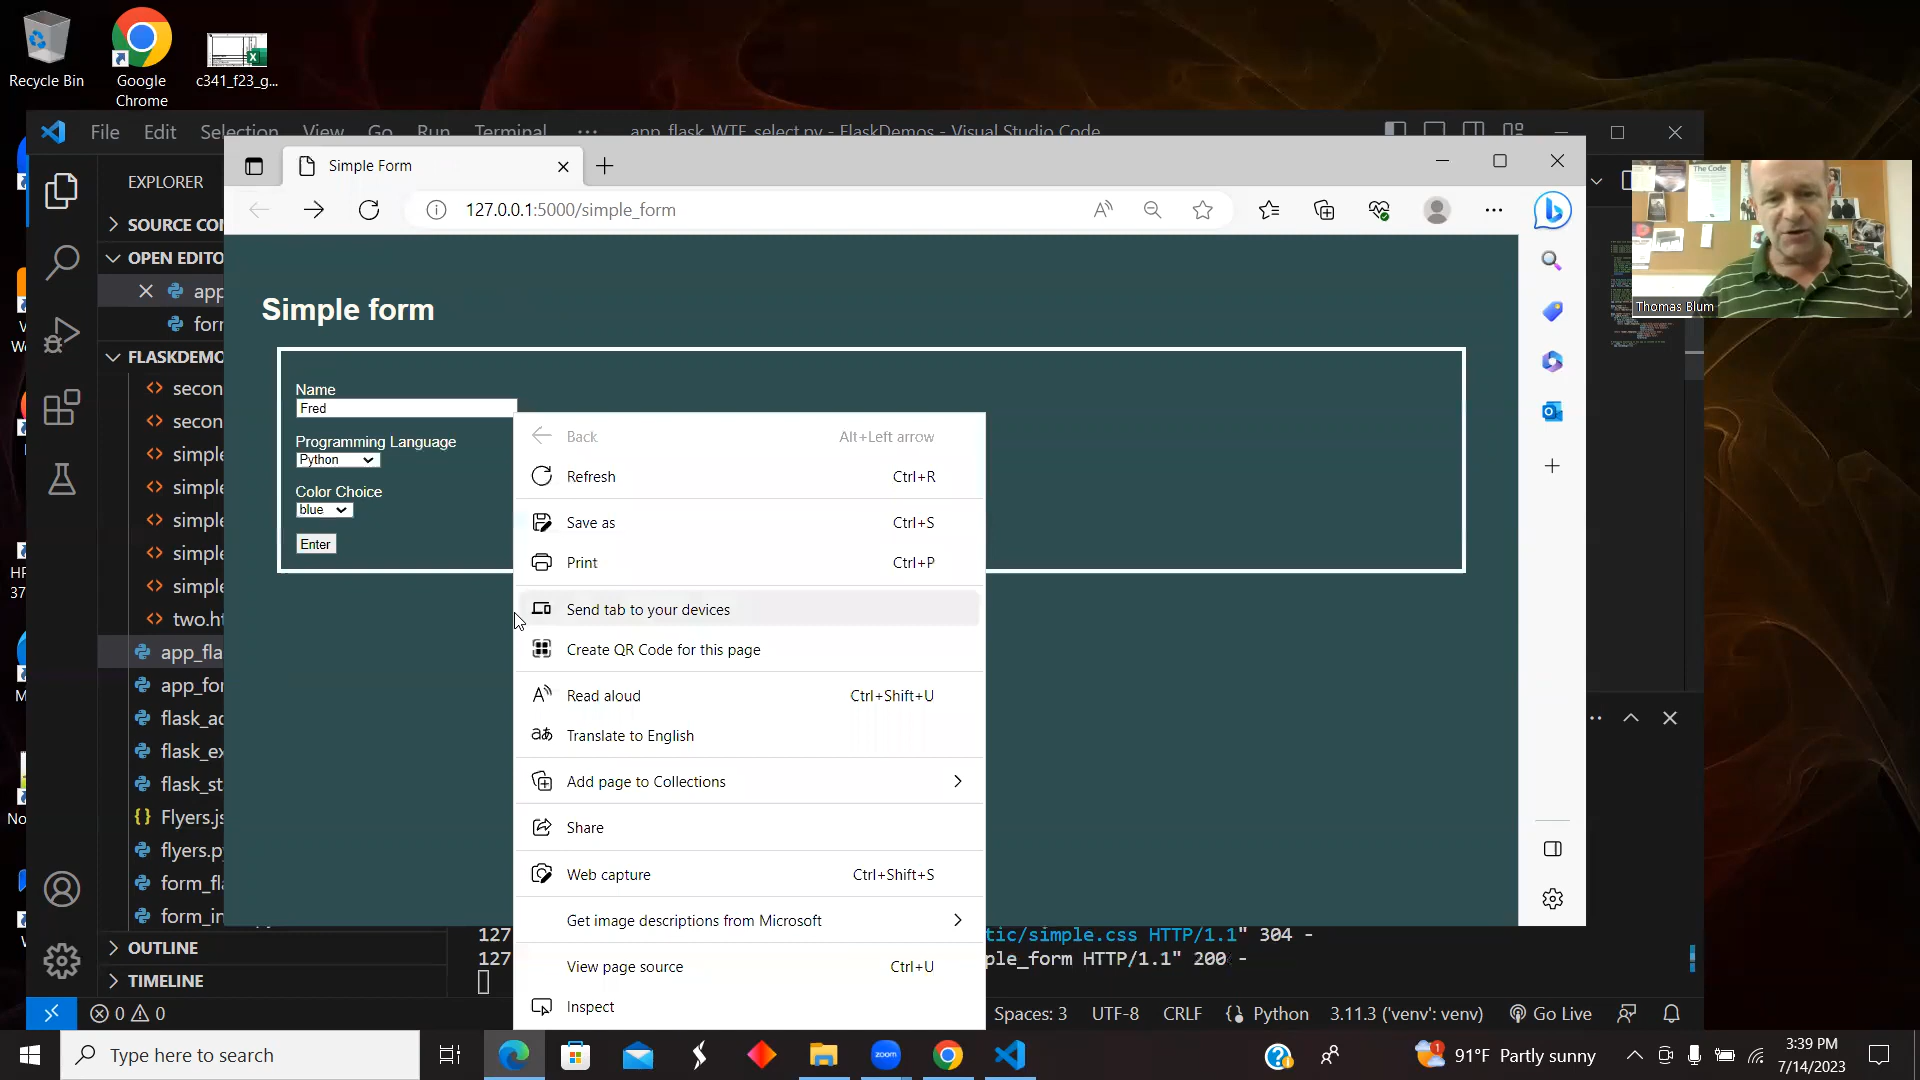 Recycle Bin
Google
Chrome
c341_f23_g...
File Edit Selection View Go Run Terminal ... app_flask_WTF_select.py - FlaskDemos - Visual Studio Code
Simple Form
127.0.0.1:5000/simple_form
EXPLORER
SOURCE CO
OPEN EDITO
app
for
FLASKDEMO
secon
secon
simple
simple
simple
simple
simple
two.ht
app_fla
app_for
flask_ac
flask_ex
flask_st
Flyers.js
flyers.p
form_fl
form_in
OUTLINE
TIMELINE
Simple form
Name
Fred
Programming Language
Python
Color Choice
blue
Enter
Back Alt+Left arrow
Refresh Ctrl+R
Save as Ctrl+S
Print Ctrl+P
Send tab to your devices
Create QR Code for this page
Read aloud Ctrl+Shift+U
Translate to English
Add page to Collections
Share
Web capture Ctrl+Shift+S
Get image descriptions from Microsoft
View page source Ctrl+U
Inspect
The Code
Thomas Blum
127
tic/simple.css HTTP/1.1" 304 -
127
ple_form HTTP/1.1" 200 -
0 0
Spaces: 3 UTF-8 CRLF Python 3.11.3 ('venv': venv) Go Live
Type here to search
zoom
91°F Partly sunny
3:39 PM
7/14/2023